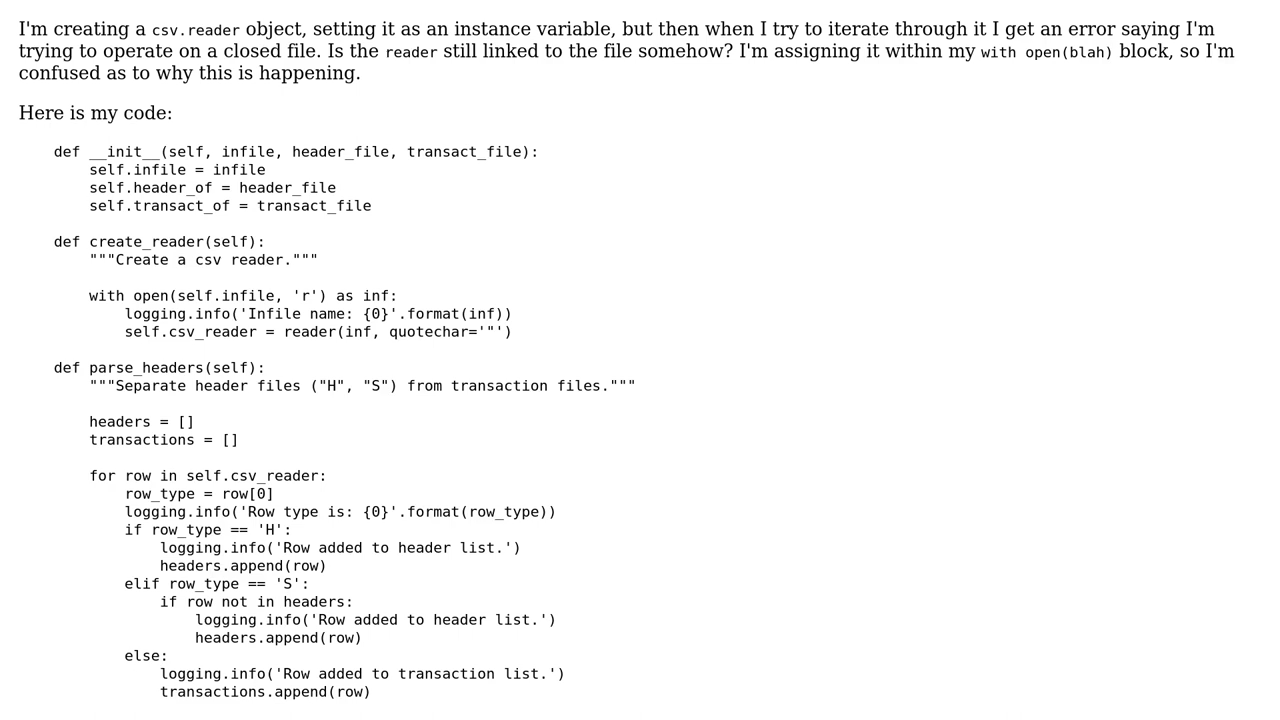 I'm creating a csv.reader object, setting it as an instance variable, but then when I try to iterate through it I get an error saying I'm
trying to operate on a closed file. Is the reader still linked to the file somehow? I'm assigning it within my with open(blah) block, so I'm
confused as to why this is happening.
Here is my code:
def __init__(self, infile, header_file, transact_file):
    self.infile = infile
    self.header_of = header_file
    self.transact_of = transact_file
def create_reader(self):
    """Create a csv reader."""
    with open(self.infile, 'r') as inf:
        logging.info('Infile name: {0}'.format(inf))
        self.csv_reader = reader(inf, quotechar='"')
def parse_headers(self):
    """Separate header files ("H", "S") from transaction files."""
    headers = []
    transactions = []
    for row in self.csv_reader:
        row_type = row[0]
        logging.info('Row type is: {0}'.format(row_type))
        if row_type == 'H':
            logging.info('Row added to header list.')
            headers.append(row)
        elif row_type == 'S':
            if row not in headers:
                logging.info('Row added to header list.')
                headers.append(row)
        else:
            logging.info('Row added to transaction list.')
            transactions.append(row)